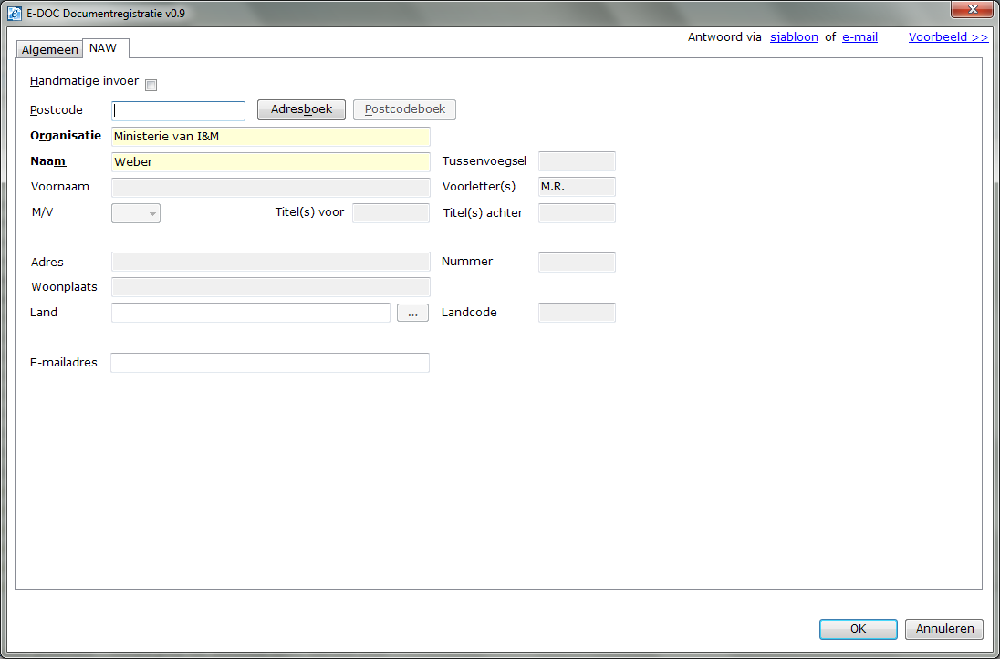 E-DOC Documentregistratie v0.9
Antwoord via sjabloon of e-mail Voorbeeld >>
Algemeen NAW
Handmatige invoer
Postcode Adresboek Postcodeboek
Organisatie Ministerie van I&M
Naam Weber Tussenvoegsel
Voornaam Voorletter(s) M.R.
M/V Titel(s) voor Titel(s) achter
Adres Nummer
Woonplaats
Land ... Landcode
E-mailadres
OK Annuleren